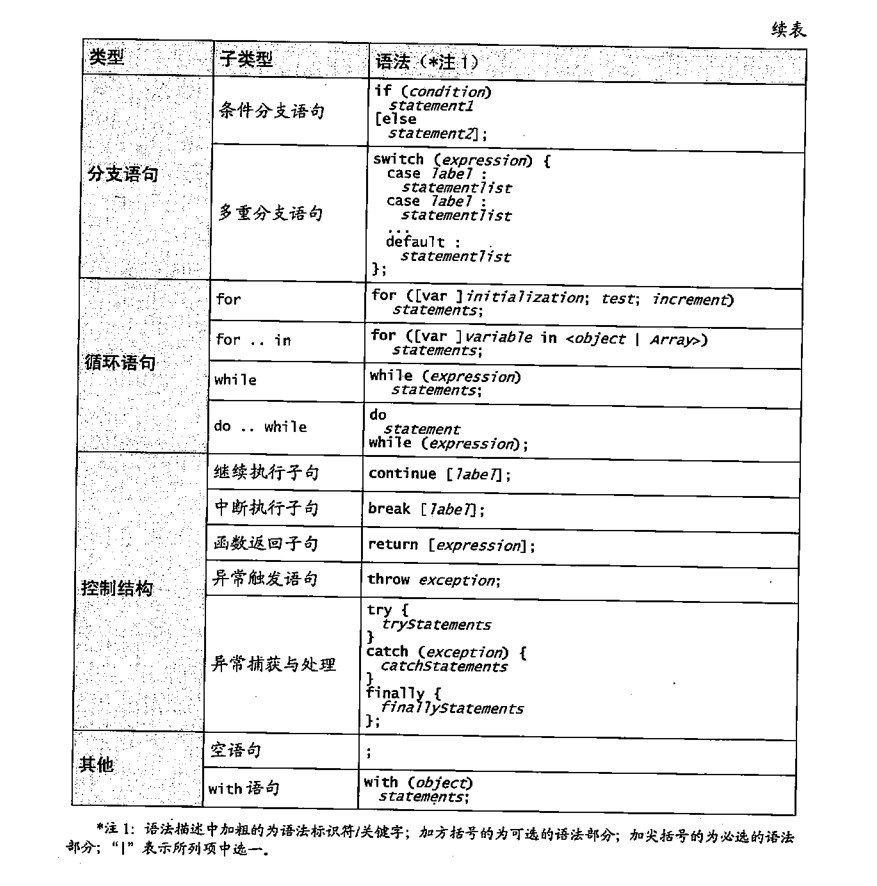 续表
类型 子类型 语法（*注 1）
分支语句
条件分支语句
if (condition)
statement1
[else
statement2];
多重分支语句
switch (expression) {
case label :
statementlist
case label :
statementlist
...
default :
statementlist
};
循环语句
for
for ([var ]initialization; test; increment)
statements;
for .. in
for ([var ]variable in <object | Array>)
statements;
while
while (expression)
statements;
do .. while
do
statement
while (expression);
控制结构
继续执行子句 continue [label];
中断执行子句 break [label];
函数返回子句 return [expression];
异常触发语句 throw exception;
异常捕获与处理
try {
tryStatements
}
catch (exception) {
catchStatements
}
finally {
finallyStatements
};
其他
空语句 ;
with 语句
with (object)
statements;
*注 1：语法描述中加粗的为语法标识符/关键字；加方括号的为可选的语法部分；加尖括号的为必选的语法
部分；“|”表示所列项中选一。